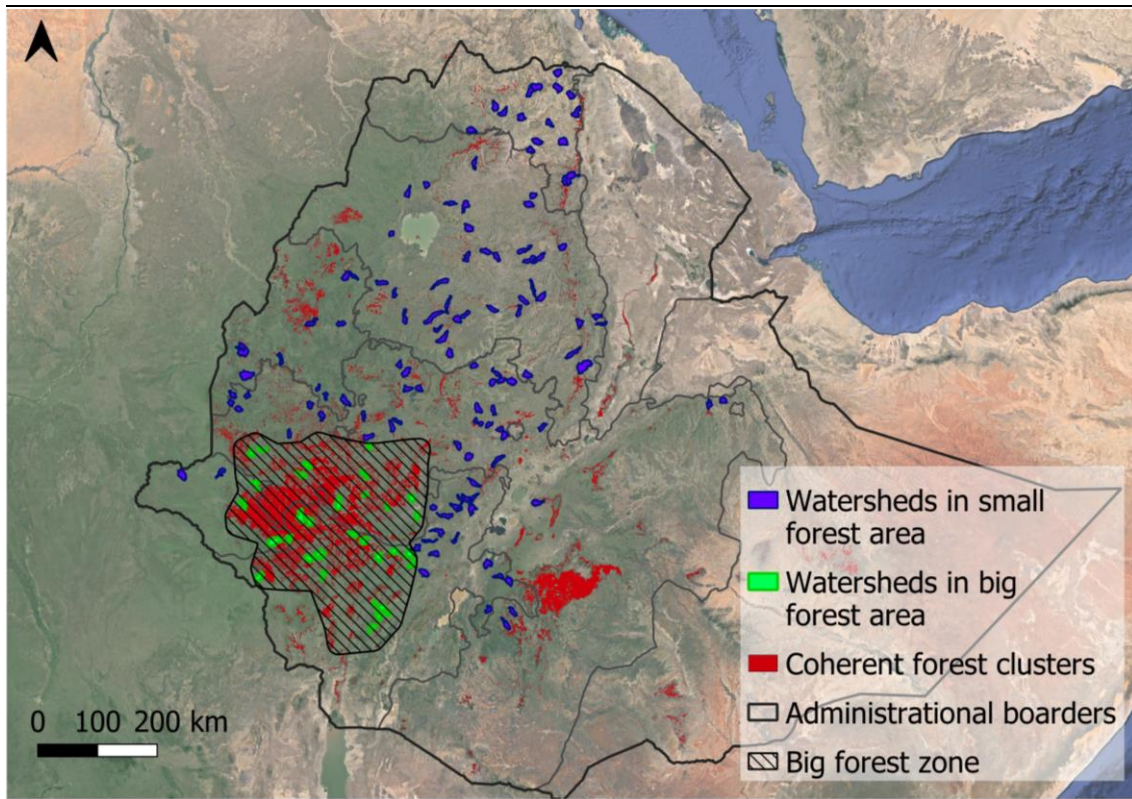 Watersheds in small
forest area
Watersheds in big
forest area
Coherent forest clusters
Administrational boarders
Big forest zone
0 100 200 km